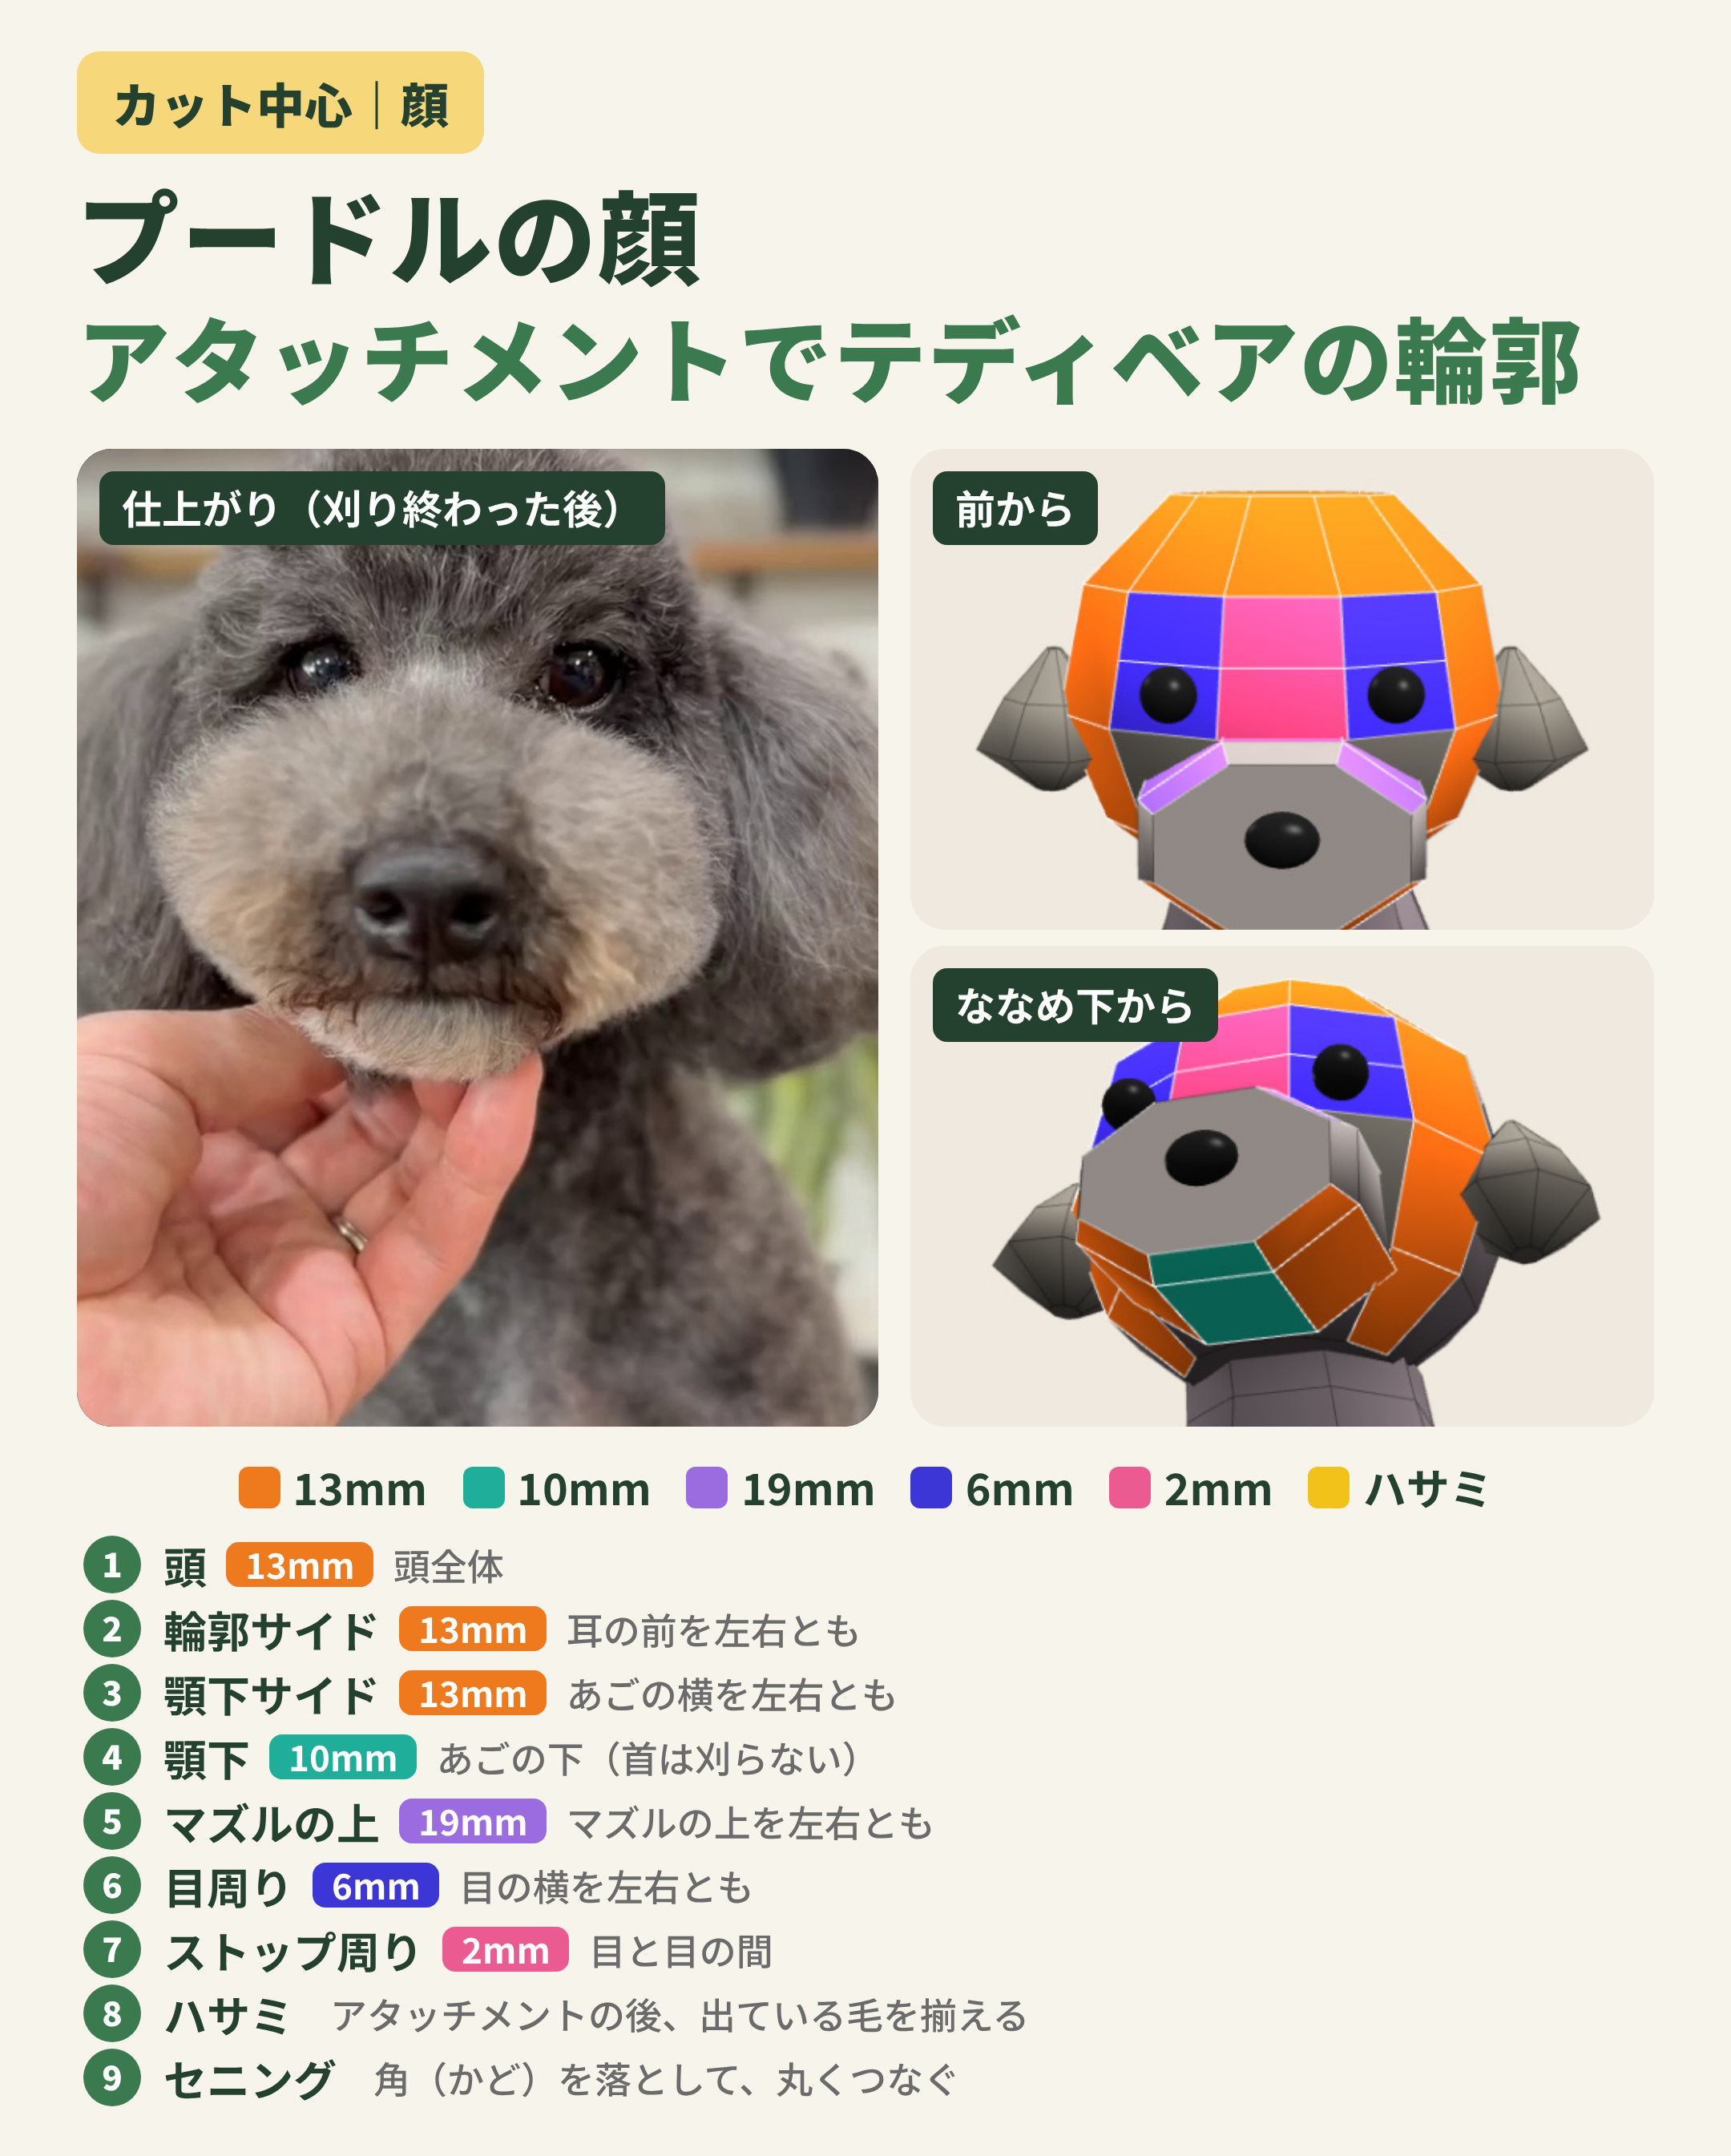 カット中心｜顔
プードルの顔
アタッチメントでテディベアの輪郭
仕上がり（刈り終わった後）
前から
ななめ下から
13mm 10mm 19mm 6mm 2mm ハサミ
1 頭 13mm 頭全体
2 輪郭サイド 13mm 耳の前を左右とも
3 顎下サイド 13mm あごの横を左右とも
4 顎下 10mm あごの下（首は刈らない）
5 マズルの上 19mm マズルの上を左右とも
6 目周り 6mm 目の横を左右とも
7 ストップ周り 2mm 目と目の間
8 ハサミ アタッチメントの後、出ている毛を揃える
9 セニング 角（かど）を落として、丸くつなぐ